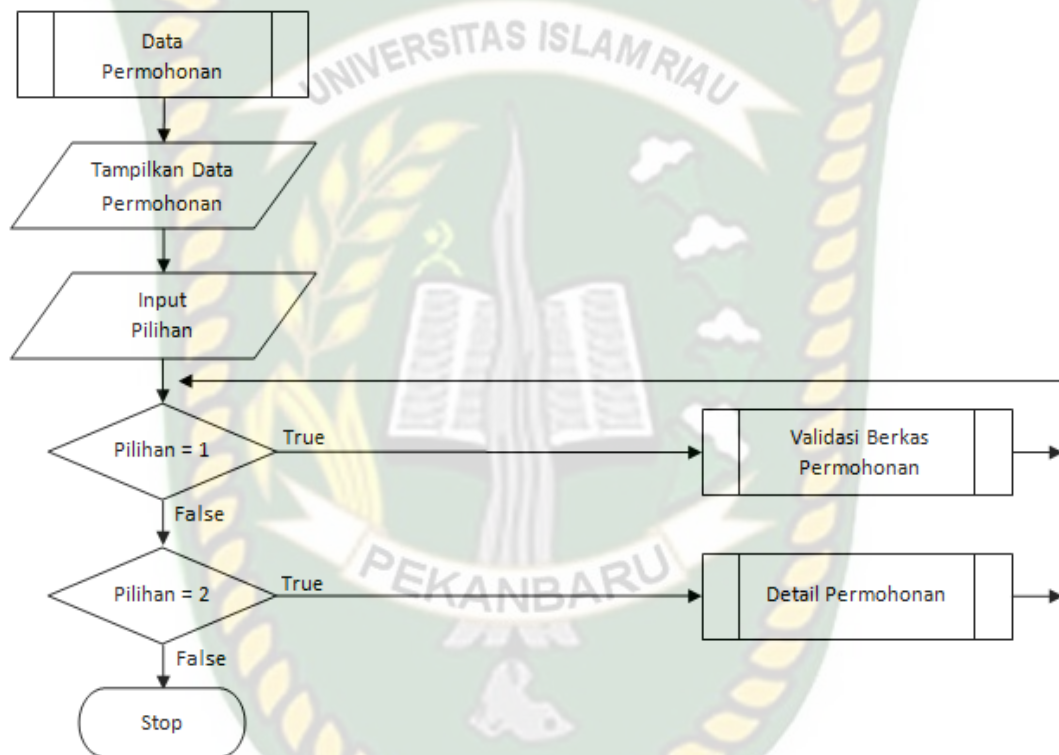 UNIVERSITAS ISLAM RIAU
Data
Permohonan
Tampilkan Data
Permohonan
Input
Pilihan
Pilihan = 1
True
Validasi Berkas
Permohonan
False
Pilihan = 2
True
Detail Permohonan
False
Stop
PEKANBARU